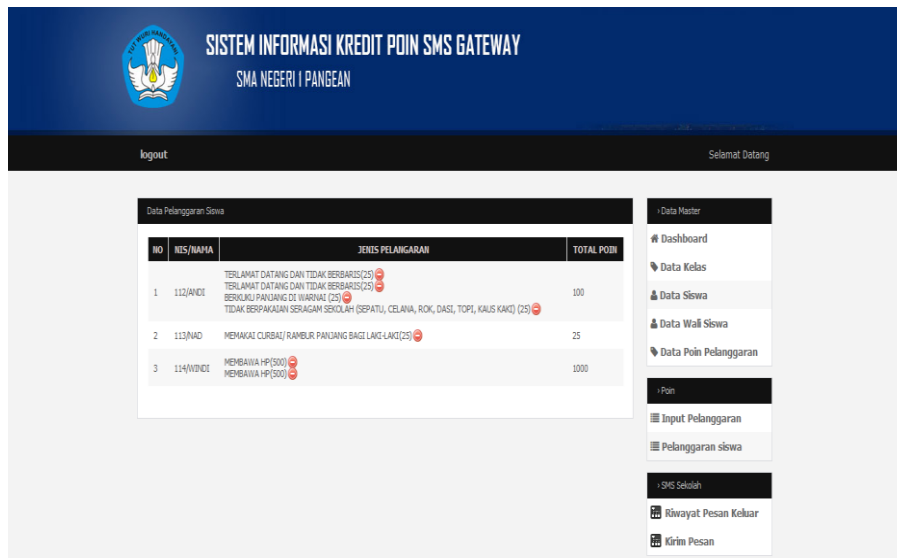 TUT WURI HANDAYANI
SISTEM INFORMASI KREDIT POIN SMS GATEWAY
SMA NEGERI 1 PANGEAN
logout
Selamat Datang
Data Pelanggaran Siswa
NO NIS/NAMA JENIS PELANGARAN TOTAL POIN
1 112/ANDI TERLAMAT DATANG DAN TIDAK BERBARIS(25) 100
TERLAMAT DATANG DAN TIDAK BERBARIS(25)
BERKUKU PANJANG DI WARNAI (25)
TIDAK BERPAKAIAN SERAGAM SEKOLAH (SEPATU, CELANA, ROK, DASI, TOPI, KAUS KAKI) (25)
2 113/NAD MEMAKAI CURBAI/ RAMBUR PANJANG BAGI LAKI-LAKI(25) 25
3 114/WINDI MEMBAWA HP(500) 1000
MEMBAWA HP(500)
› Data Master
Dashboard
Data Kelas
Data Siswa
Data Wali Siswa
Data Poin Pelanggaran
› Poin
Input Pelanggaran
Pelanggaran siswa
› SMS Sekolah
Riwayat Pesan Keluar
Kirim Pesan